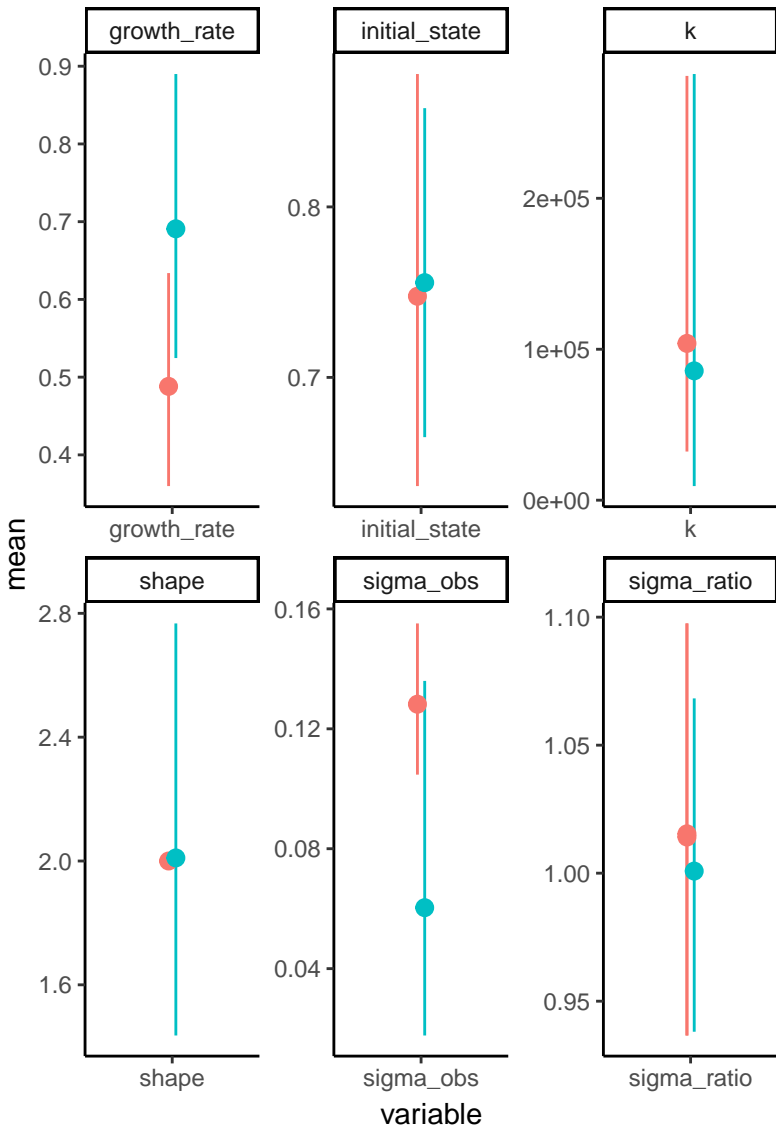 growth_rate
initial_state
k
0.9
0.8
0.7
0.6
0.5
0.4
0.8
0.7
2e+05
1e+05
0e+00
growth_rate
initial_state
k
mean
shape
sigma_obs
sigma_ratio
2.8
2.4
2.0
1.6
0.16
0.12
0.08
0.04
1.10
1.05
1.00
0.95
shape
sigma_obs
sigma_ratio
variable